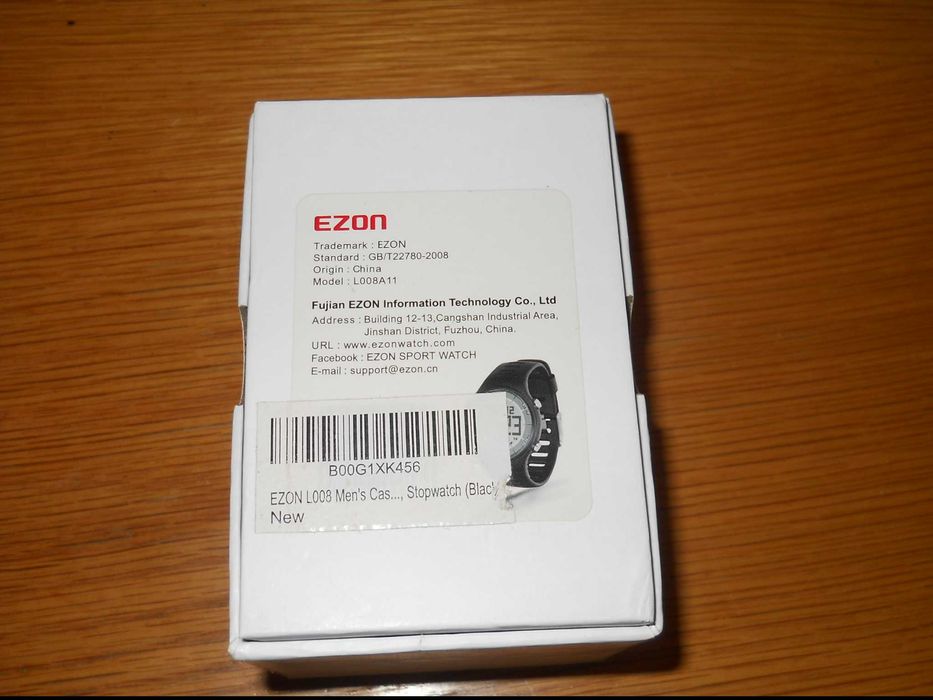 EZON
Trademark : EZON
Standard : GB/T22780-2008
Origin : China
Model : L008A11
Fujian EZON Information Technology Co., Ltd
Address : Building 12-13,Cangshan Industrial Area,
Jinshan District, Fuzhou, China.
URL : www.ezonwatch.com
Facebook : EZON SPORT WATCH
E-mail : support@ezon.cn
B00G1XK456
EZON L008 Men's Cas..., Stopwatch (Black
New